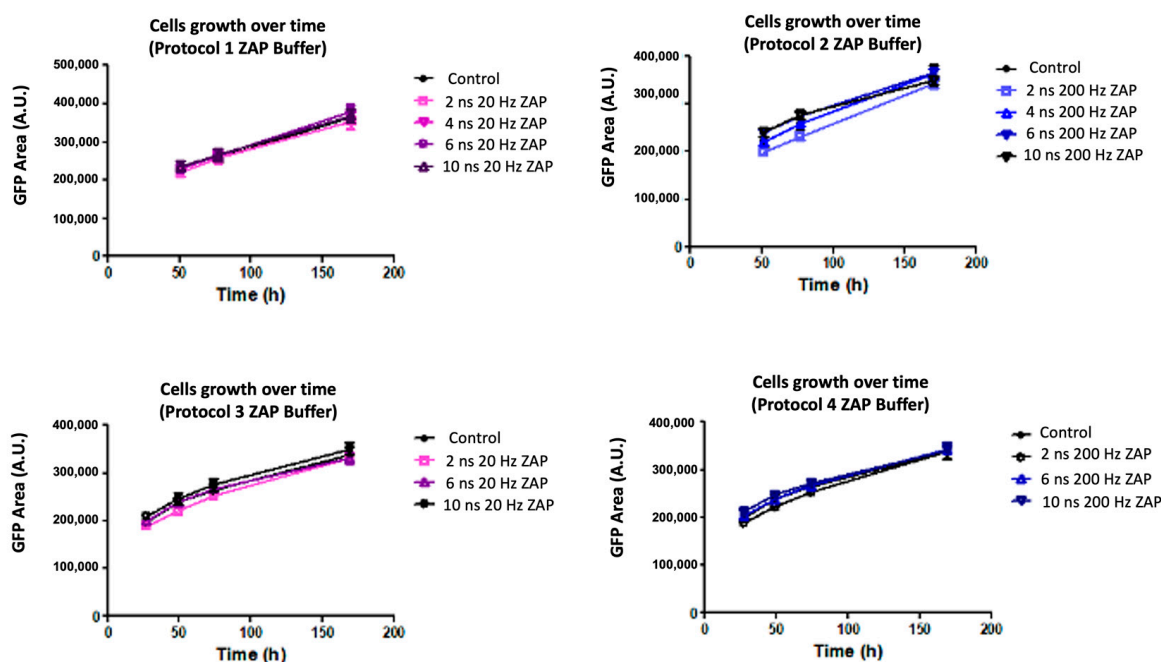 Cells growth over time
(Protocol 1 ZAP Buffer)
GFP Area (A.U.)
500,000
400,000
300,000
200,000
100,000
0
0 50 100 150 200
Time (h)
Control
2 ns 20 Hz ZAP
4 ns 20 Hz ZAP
6 ns 20 Hz ZAP
10 ns 20 Hz ZAP
Cells growth over time
(Protocol 2 ZAP Buffer)
GFP Area (A.U.)
400,000
300,000
200,000
100,000
0
0 50 100 150 200
Time (h)
Control
2 ns 200 Hz ZAP
4 ns 200 Hz ZAP
6 ns 200 Hz ZAP
10 ns 200 Hz ZAP
Cells growth over time
(Protocol 3 ZAP Buffer)
GFP Area (A.U.)
400,000
300,000
200,000
100,000
0
0 50 100 150 200
Time (h)
Control
2 ns 20 Hz ZAP
6 ns 20 Hz ZAP
10 ns 20 Hz ZAP
Cells growth over time
(Protocol 4 ZAP Buffer)
GFP Area (A.U.)
400,000
300,000
200,000
100,000
0
0 50 100 150 200
Time (h)
Control
2 ns 200 Hz ZAP
6 ns 200 Hz ZAP
10 ns 200 Hz ZAP